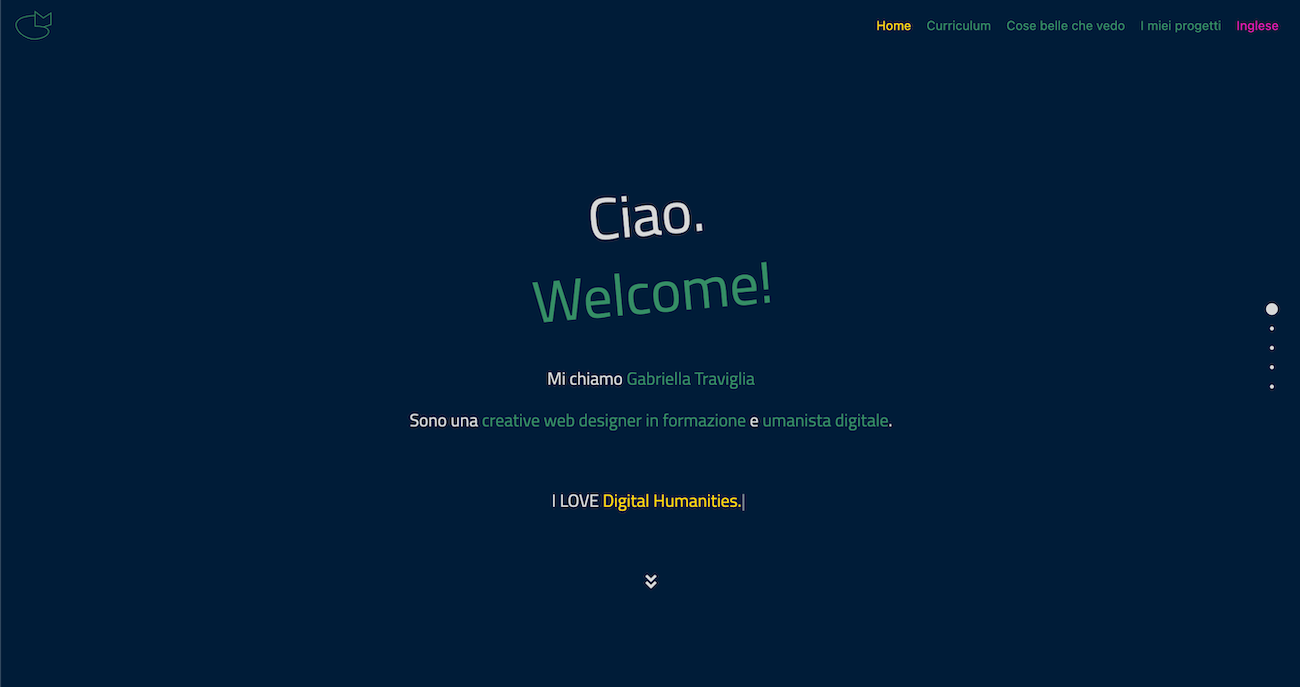 Home Curriculum Cose belle che vedo I miei progetti Inglese
Ciao.
Welcome!
Mi chiamo Gabriella Traviglia
Sono una creative web designer in formazione e umanista digitale.
I LOVE Digital Humanities.|